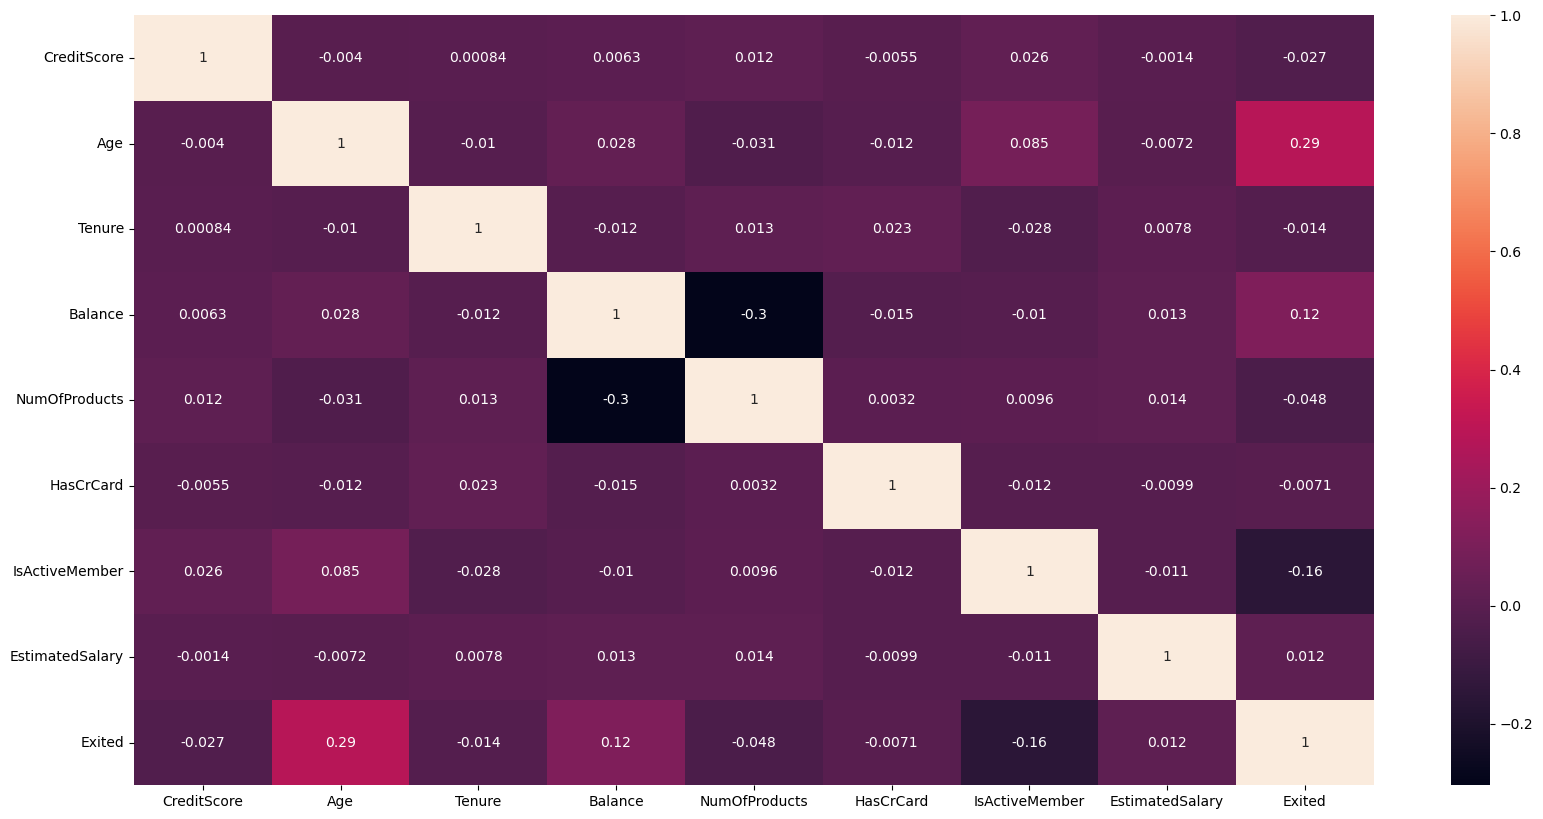 CreditScore 1 -0.004 0.00084 0.0063 0.012 -0.0055 0.026 -0.0014 -0.027
Age -0.004 1 -0.01 0.028 -0.031 -0.012 0.085 -0.0072 0.29
Tenure 0.00084 -0.01 1 -0.012 0.013 0.023 -0.028 0.0078 -0.014
Balance 0.0063 0.028 -0.012 1 -0.3 -0.015 -0.01 0.013 0.12
NumOfProducts 0.012 -0.031 0.013 -0.3 1 0.0032 0.0096 0.014 -0.048
HasCrCard -0.0055 -0.012 0.023 -0.015 0.0032 1 -0.012 -0.0099 -0.0071
IsActiveMember 0.026 0.085 -0.028 -0.01 0.0096 -0.012 1 -0.011 -0.16
EstimatedSalary -0.0014 -0.0072 0.0078 0.013 0.014 -0.0099 -0.011 1 0.012
Exited -0.027 0.29 -0.014 0.12 -0.048 -0.0071 -0.16 0.012 1
CreditScore Age Tenure Balance NumOfProducts HasCrCard IsActiveMember EstimatedSalary Exited
1.0
0.8
0.6
0.4
0.2
0.0
−0.2